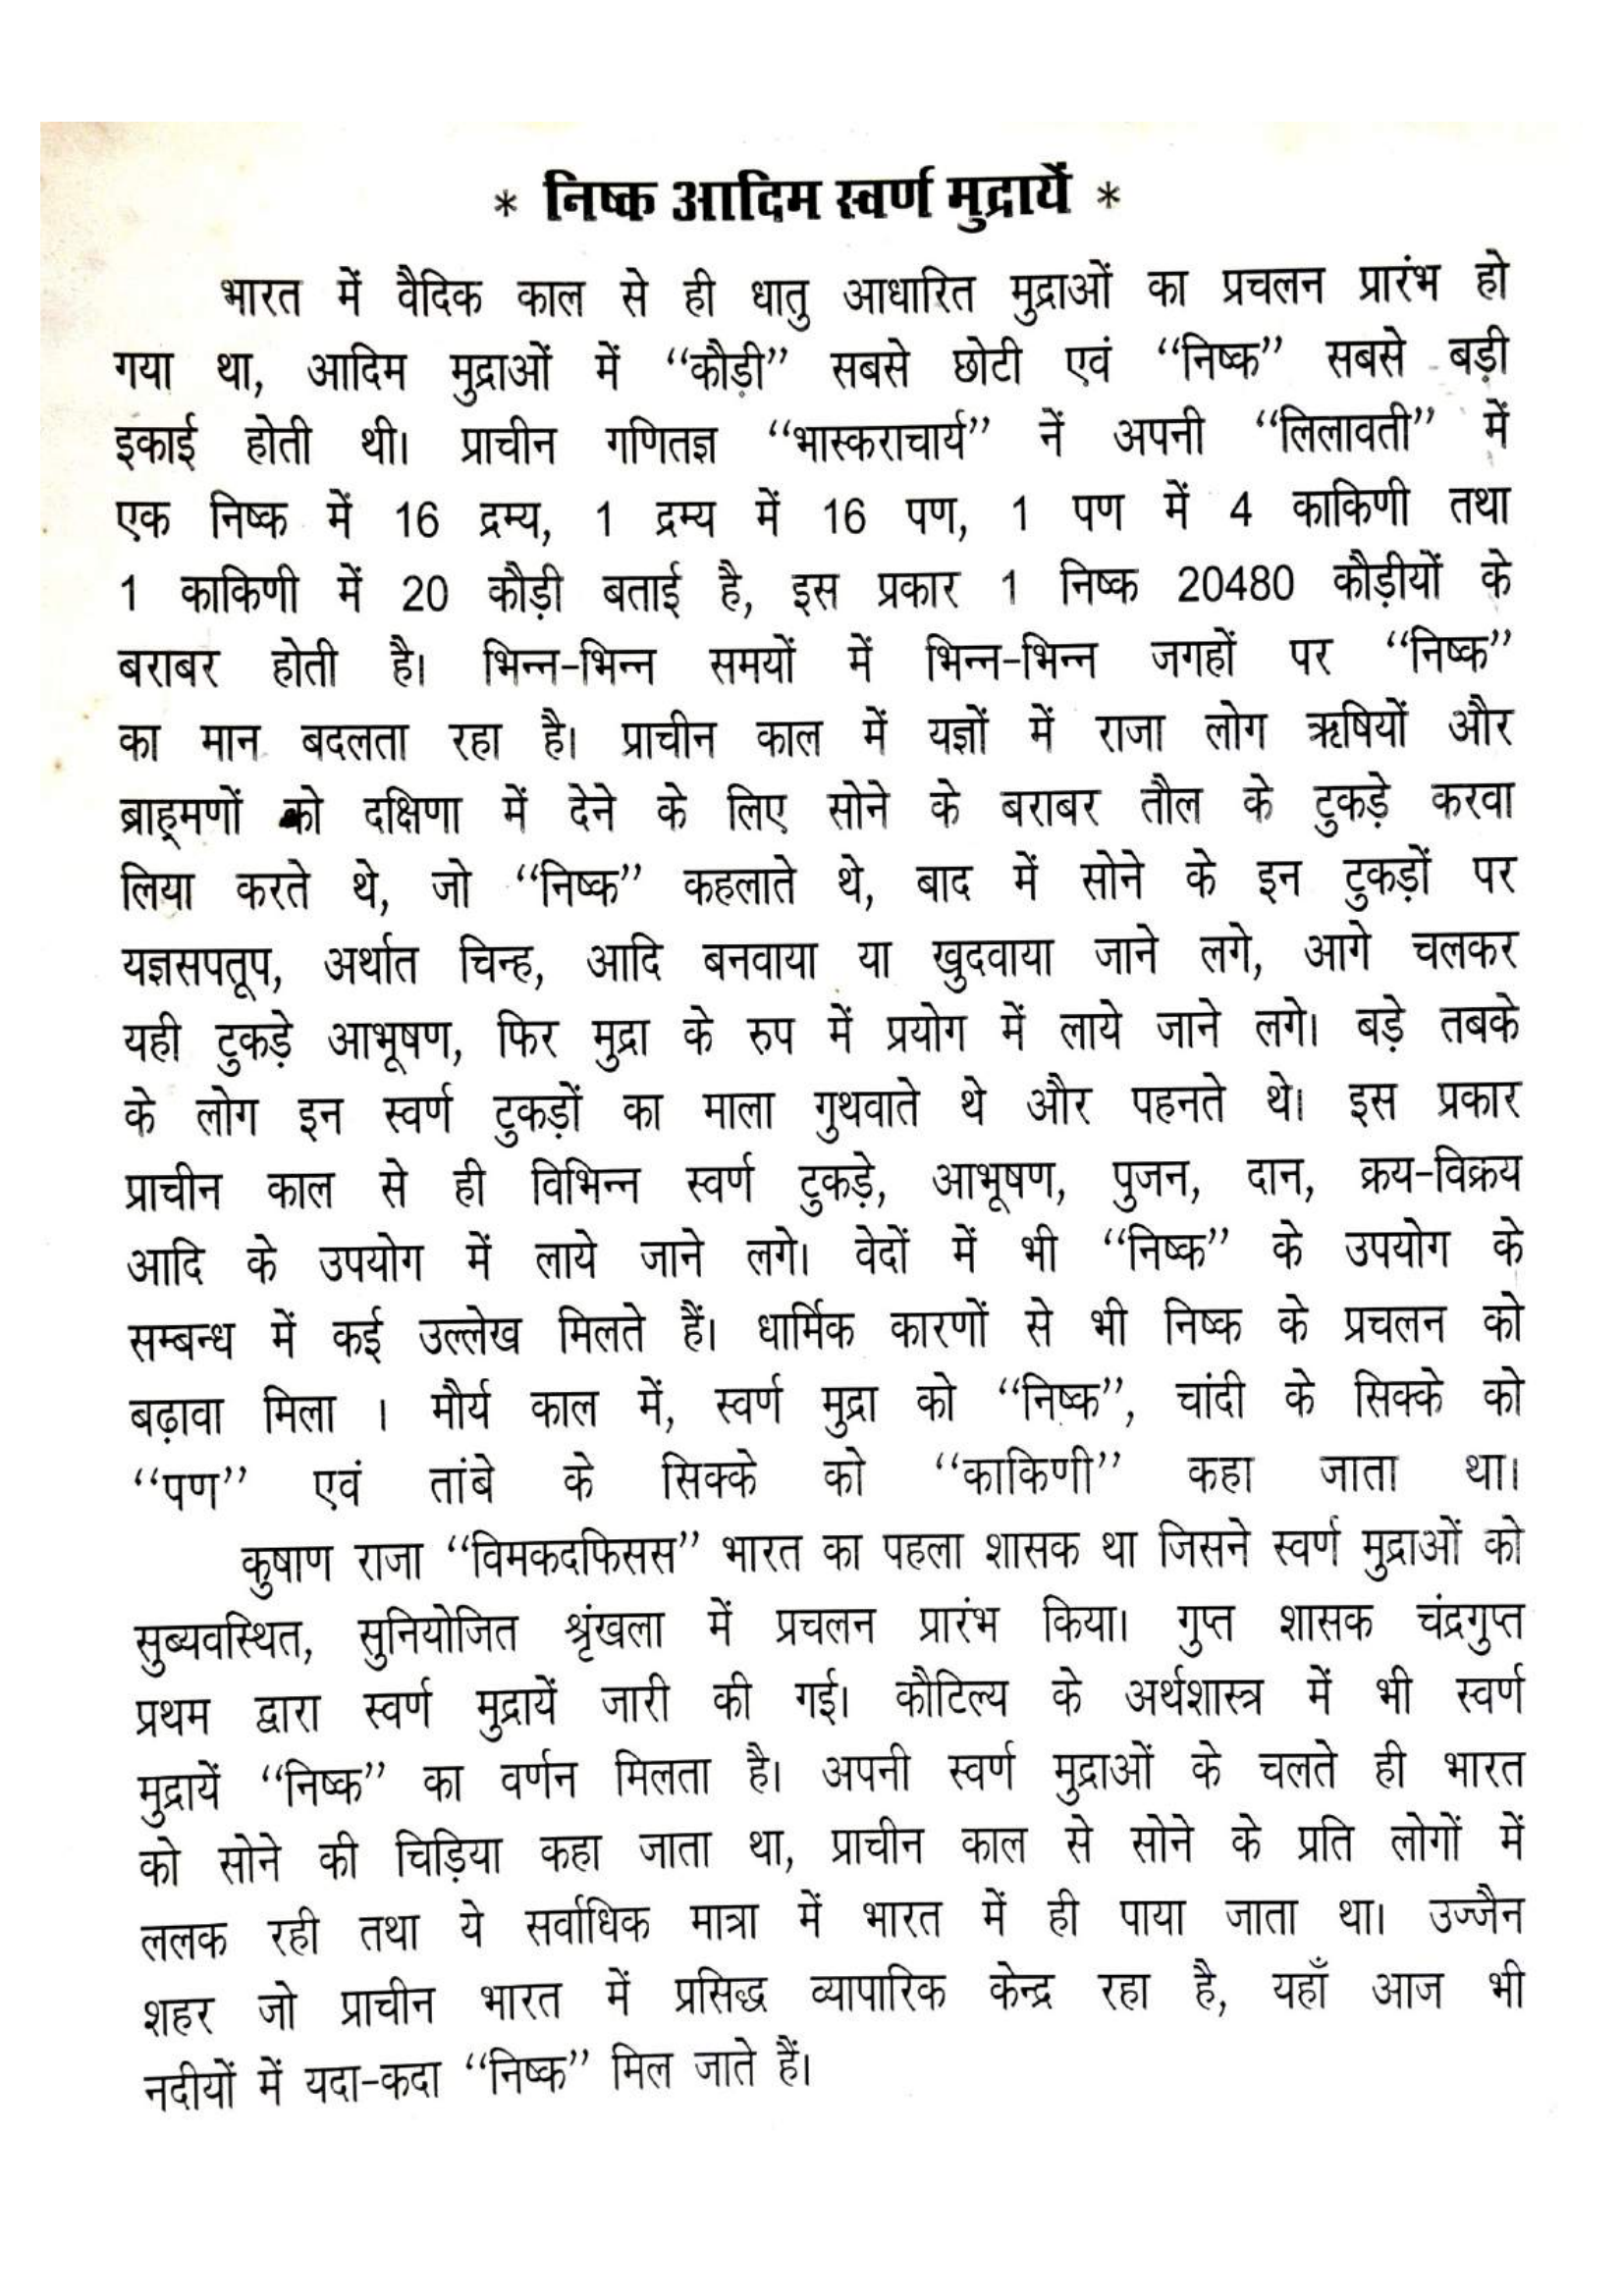 * निष्क आदिम स्वर्ण मुद्रायें *
भारत में वैदिक काल से ही धातु आधारित मुद्राओं का प्रचलन प्रारंभ हो
गया था, आदिम मुद्राओं में “कौड़ी” सबसे छोटी एवं “निष्क” सबसे बड़ी
इकाई होती थी। प्राचीन गणितज्ञ “भास्कराचार्य” नें अपनी “लिलावती” में
एक निष्क में 16 द्रम्य, 1 द्रम्य में 16 पण, 1 पण में 4 काकिणी तथा
1 काकिणी में 20 कौड़ी बताई है, इस प्रकार 1 निष्क 20480 कौड़ीयों के
बराबर होती है। भिन्न-भिन्न समयों में भिन्न-भिन्न जगहों पर “निष्क”
का मान बदलता रहा है। प्राचीन काल में यज्ञों में राजा लोग ऋषियों और
ब्राह्मणों को दक्षिणा में देने के लिए सोने के बराबर तौल के टुकड़े करवा
लिया करते थे, जो “निष्क” कहलाते थे, बाद में सोने के इन टुकड़ों पर
यज्ञसपतूप, अर्थात चिन्ह, आदि बनवाया या खुदवाया जाने लगे, आगे चलकर
यही टुकड़े आभूषण, फिर मुद्रा के रुप में प्रयोग में लाये जाने लगे। बड़े तबके
के लोग इन स्वर्ण टुकड़ों का माला गुथवाते थे और पहनते थे। इस प्रकार
प्राचीन काल से ही विभिन्न स्वर्ण टुकड़े, आभूषण, पुजन, दान, क्रय-विक्रय
आदि के उपयोग में लाये जाने लगे। वेदों में भी “निष्क” के उपयोग के
सम्बन्ध में कई उल्लेख मिलते हैं। धार्मिक कारणों से भी निष्क के प्रचलन को
बढ़ावा मिला । मौर्य काल में, स्वर्ण मुद्रा को “निष्क”, चांदी के सिक्के को
“पण” एवं तांबे के सिक्के को “काकिणी” कहा जाता था।
कुषाण राजा “विमकदफिसस” भारत का पहला शासक था जिसने स्वर्ण मुद्राओं को
सुब्यवस्थित, सुनियोजित श्रृंखला में प्रचलन प्रारंभ किया। गुप्त शासक चंद्रगुप्त
प्रथम द्वारा स्वर्ण मुद्रायें जारी की गई। कौटिल्य के अर्थशास्त्र में भी स्वर्ण
मुद्रायें “निष्क” का वर्णन मिलता है। अपनी स्वर्ण मुद्राओं के चलते ही भारत
को सोने की चिड़िया कहा जाता था, प्राचीन काल से सोने के प्रति लोगों में
ललक रही तथा ये सर्वाधिक मात्रा में भारत में ही पाया जाता था। उज्जैन
शहर जो प्राचीन भारत में प्रसिद्ध व्यापारिक केन्द्र रहा है, यहाँ आज भी
नदीयों में यदा-कदा “निष्क” मिल जाते हैं।